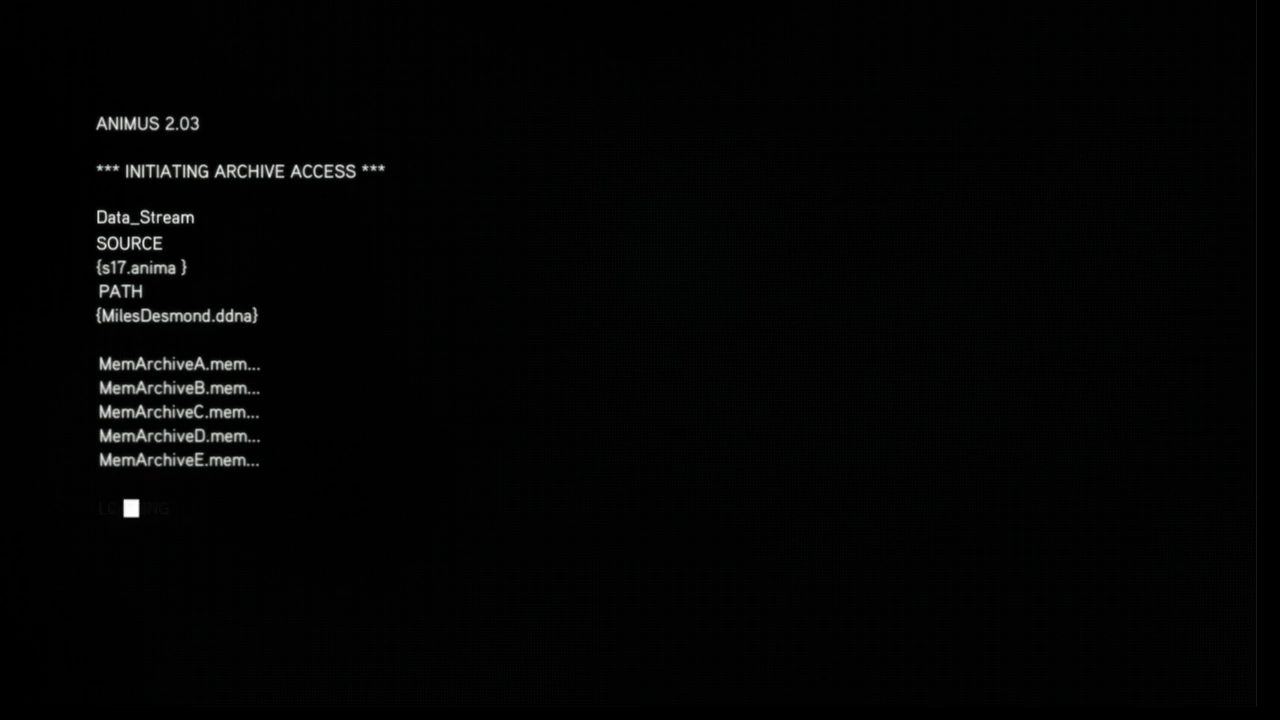 ANIMUS 2.03
*** INITIATING ARCHIVE ACCESS ***
Data_Stream
SOURCE
{s17.anima }
PATH
{MilesDesmond.ddna}
MemArchiveA.mem...
MemArchiveB.mem...
MemArchiveC.mem...
MemArchiveD.mem...
MemArchiveE.mem...